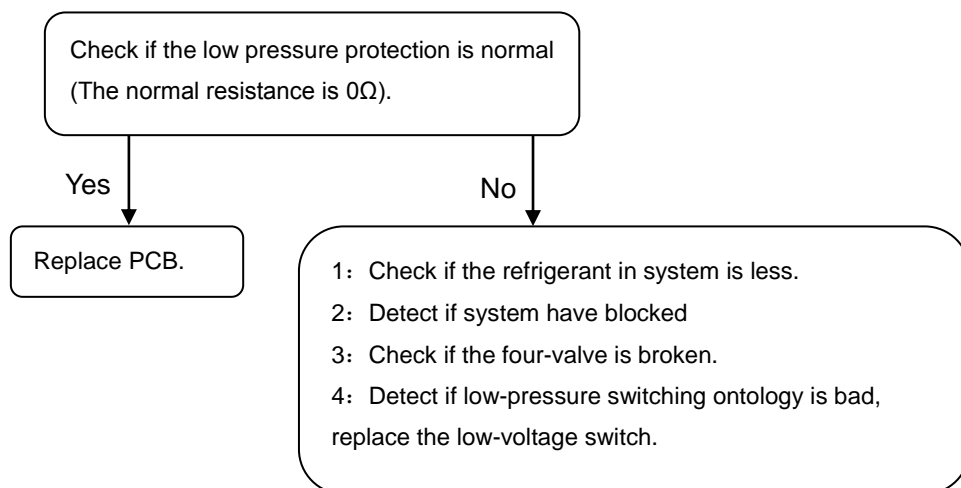 Check if the low pressure protection is normal
(The normal resistance is 0Ω).
Yes
No
Replace PCB.
1：Check if the refrigerant in system is less.
2：Detect if system have blocked
3：Check if the four-valve is broken.
4：Detect if low-pressure switching ontology is bad,
replace the low-voltage switch.